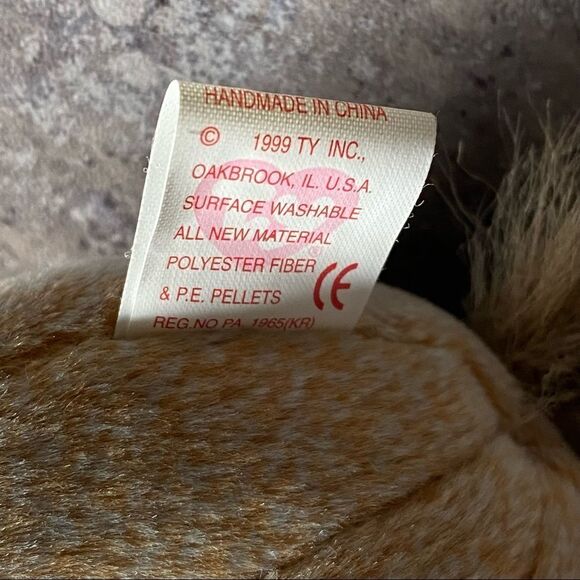 HANDMADE IN CHINA
© 1999 TY INC.,
OAKBROOK, IL. U.S.A.
SURFACE WASHABLE
ALL NEW MATERIAL
POLYESTER FIBER
& P.E. PELLETS CE
REG.NO PA. 1965(KR)